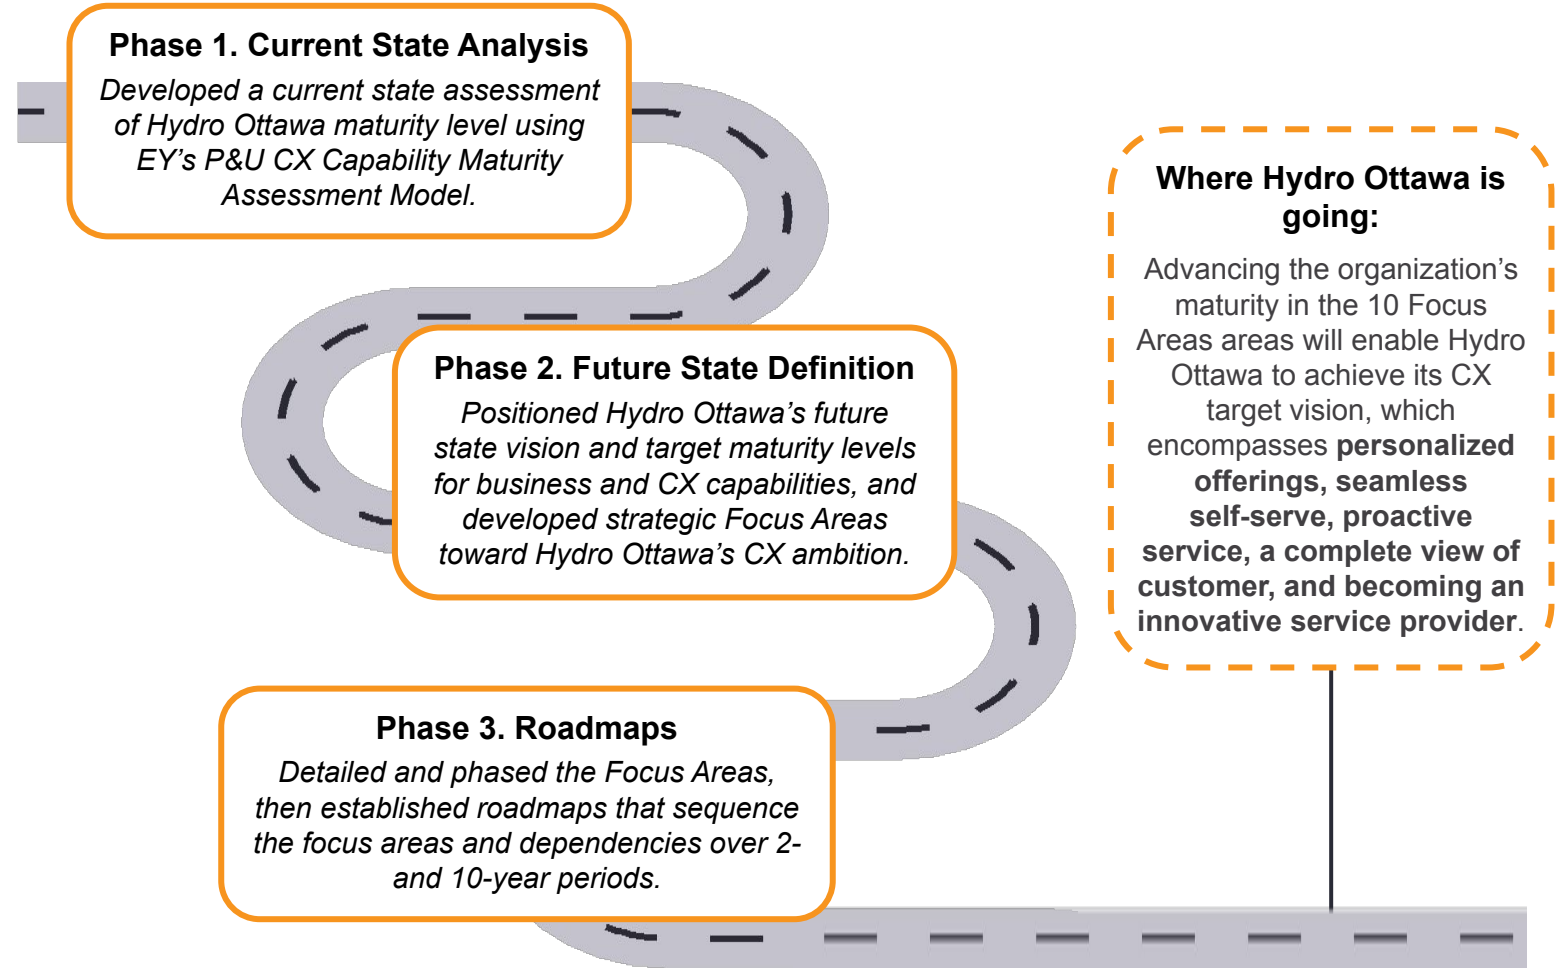 Phase 1. Current State Analysis
Developed a current state assessment
of Hydro Ottawa maturity level using
EY’s P&U CX Capability Maturity
Assessment Model.
Phase 2. Future State Definition
Positioned Hydro Ottawa’s future
state vision and target maturity levels
for business and CX capabilities, and
developed strategic Focus Areas
toward Hydro Ottawa’s CX ambition.
Phase 3. Roadmaps
Detailed and phased the Focus Areas,
then established roadmaps that sequence
the focus areas and dependencies over 2-
and 10-year periods.
Where Hydro Ottawa is
going:
Advancing the organization’s
maturity in the 10 Focus
Areas areas will enable Hydro
Ottawa to achieve its CX
target vision, which
encompasses personalized
offerings, seamless
self-serve, proactive
service, a complete view of
customer, and becoming an
innovative service provider.